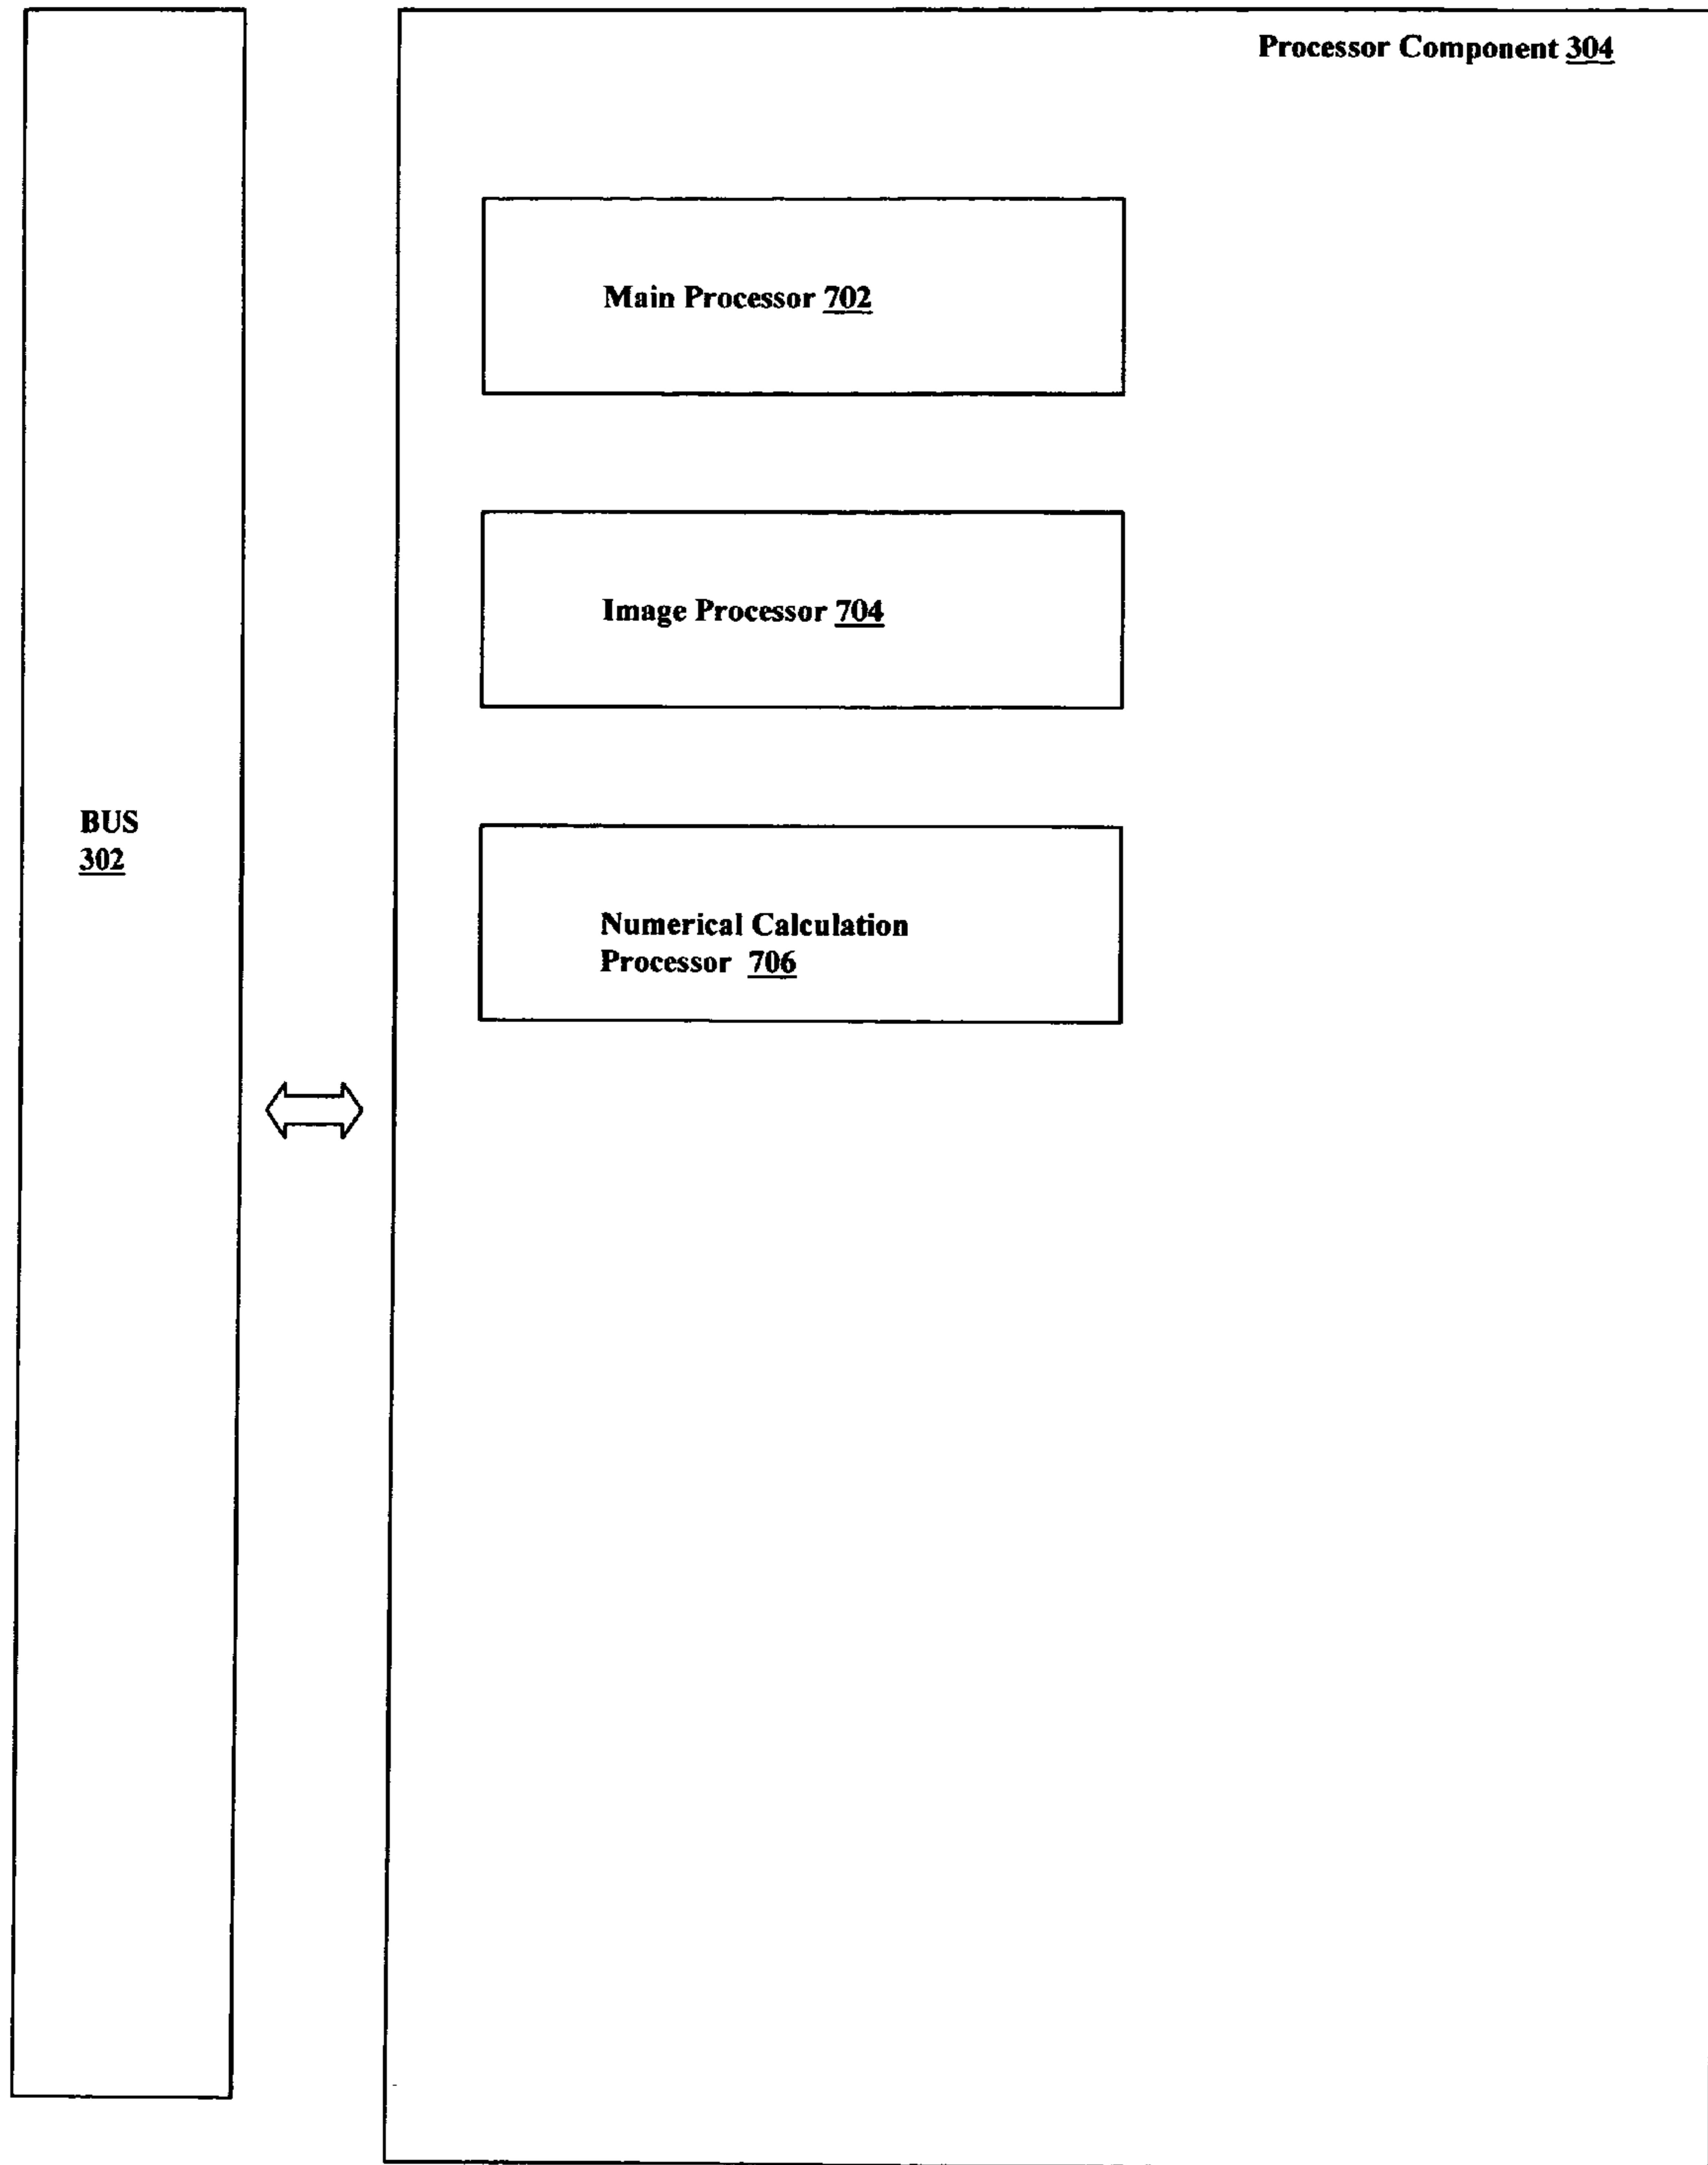 Processor Component 304
Main Processor 702
Image Processor 704
BUS
302
Numerical Calculation
Processor 706